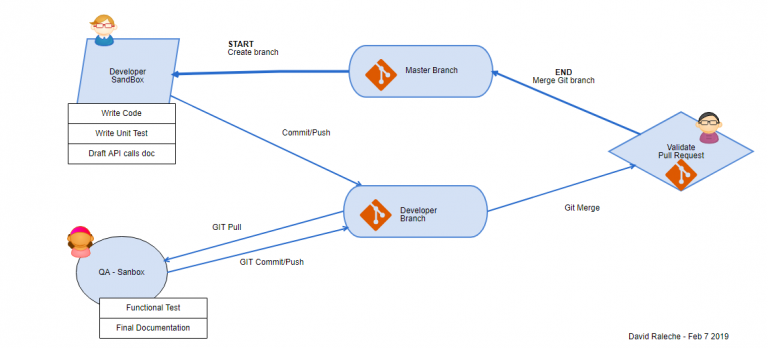 START
Create branch
Developer
SandBox
Master Branch
END
Merge Git branch
Write Code
Write Unit Test
Draft API calls doc
Commit/Push
Validate
Pull Request
Developer
Branch
Git Merge
GIT Pull
GIT Commit/Push
QA - Sanbox
Functional Test
Final Documentation
David Raleche - Feb 7 2019